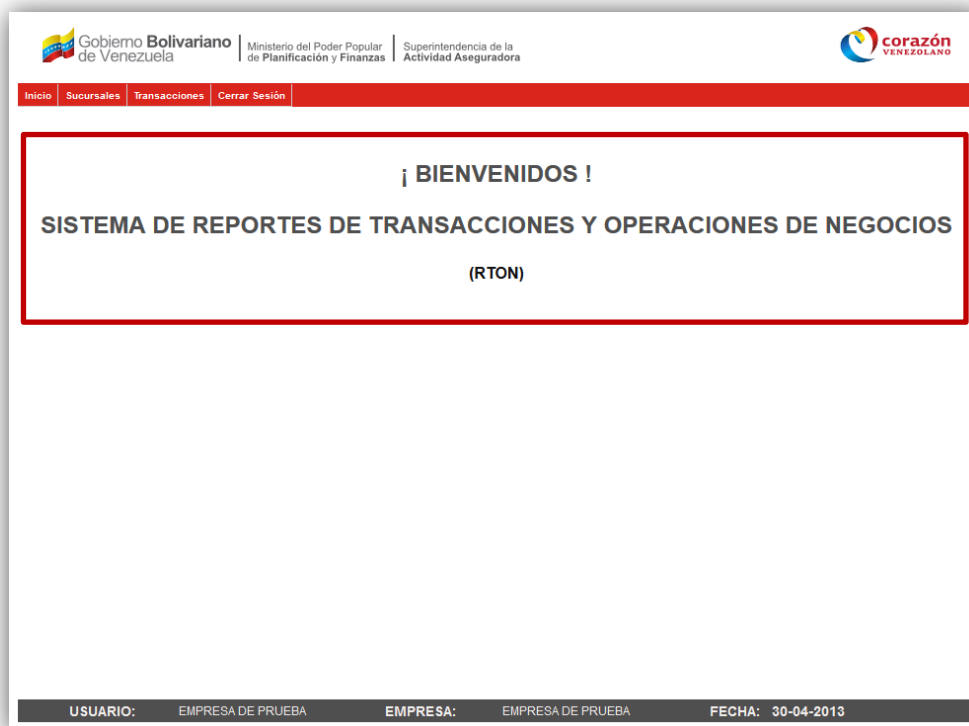 Gobierno Bolivariano
de Venezuela
Ministerio del Poder Popular
de Planificación y Finanzas
Superintendencia de la
Actividad Aseguradora
corazón
VENEZOLANO
Inicio Sucursales Transacciones Cerrar Sesión
¡ BIENVENIDOS !
SISTEMA DE REPORTES DE TRANSACCIONES Y OPERACIONES DE NEGOCIOS
(RTON)
USUARIO: EMPRESA DE PRUEBA EMPRESA: EMPRESA DE PRUEBA FECHA: 30-04-2013